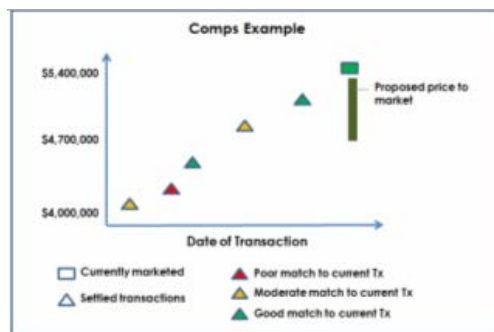 Comps Example
$5,400,000
Proposed price to
market
$4,700,000
$4,000,000
Date of Transaction
Currently marketed
Poor match to current Tx
Moderate match to current Tx
Settled transactions
Good match to current Tx